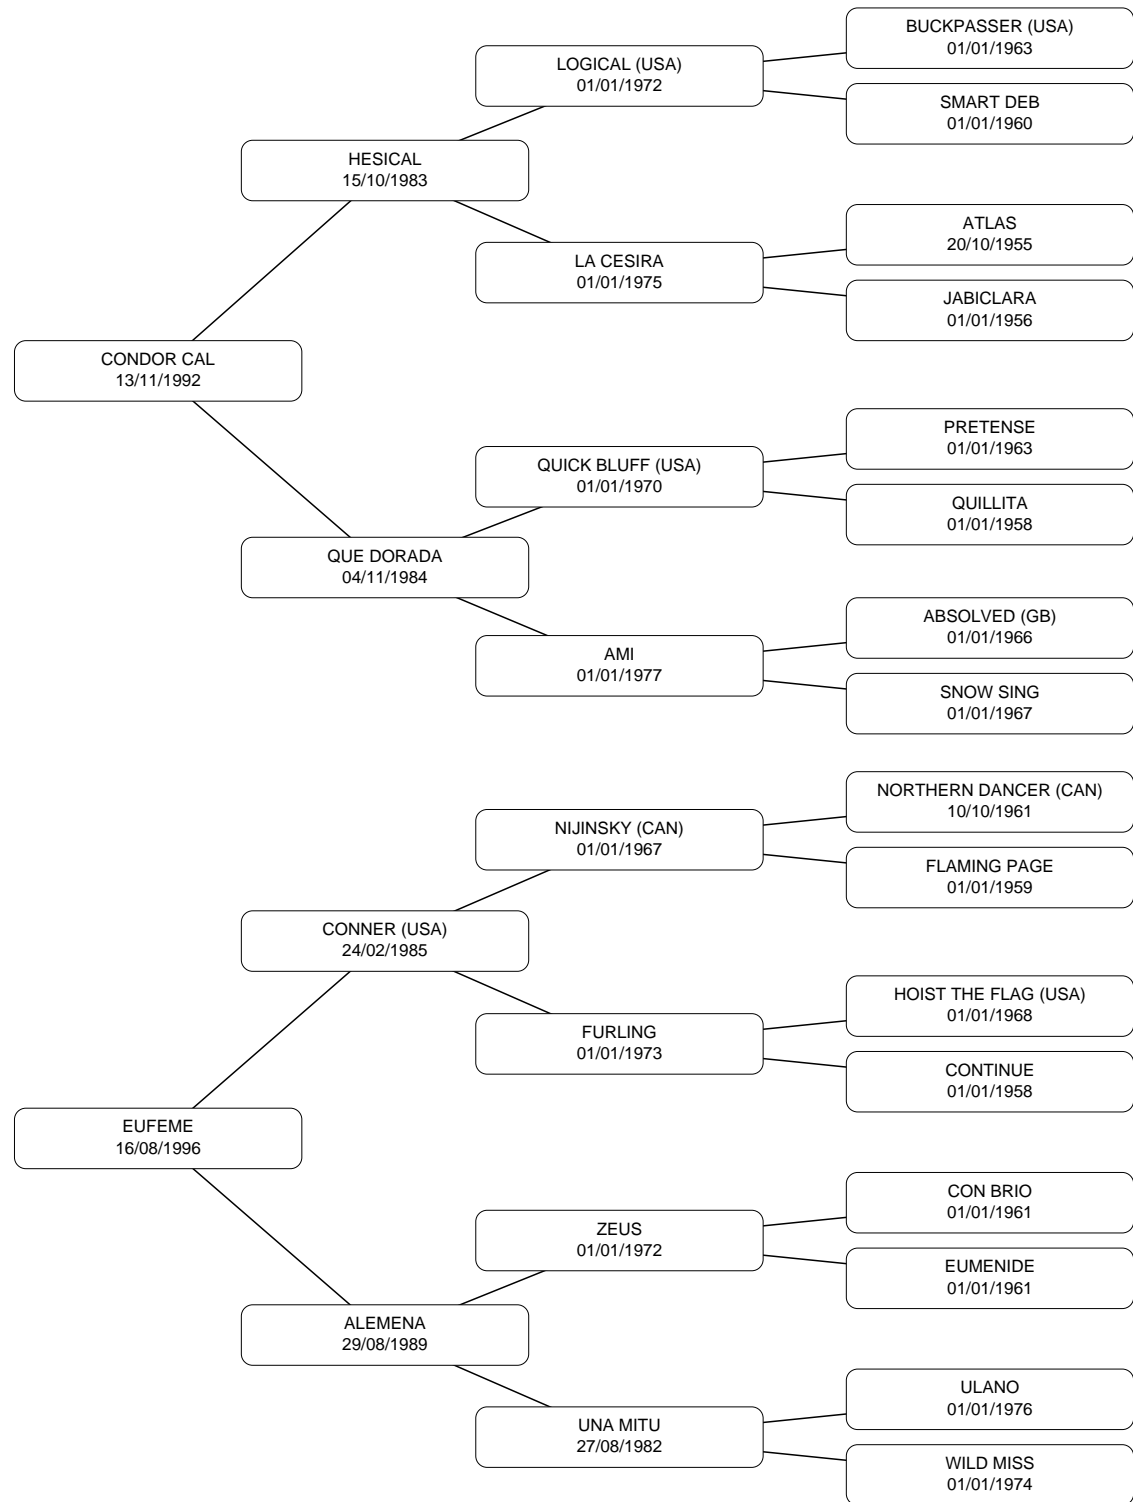 BUCKPASSER (USA)
01/01/1963
LOGICAL (USA)
01/01/1972
SMART DEB
01/01/1960
HESICAL
15/10/1983
ATLAS
20/10/1955
LA CESIRA
01/01/1975
JABICLARA
01/01/1956
CONDOR CAL
13/11/1992
PRETENSE
01/01/1963
QUICK BLUFF (USA)
01/01/1970
QUILLITA
01/01/1958
QUE DORADA
04/11/1984
ABSOLVED (GB)
01/01/1966
AMI
01/01/1977
SNOW SING
01/01/1967
NORTHERN DANCER (CAN)
10/10/1961
NIJINSKY (CAN)
01/01/1967
FLAMING PAGE
01/01/1959
CONNER (USA)
24/02/1985
HOIST THE FLAG (USA)
01/01/1968
FURLING
01/01/1973
CONTINUE
01/01/1958
EUFEME
16/08/1996
CON BRIO
01/01/1961
ZEUS
01/01/1972
EUMENIDE
01/01/1961
ALEMENA
29/08/1989
ULANO
01/01/1976
UNA MITU
27/08/1982
WILD MISS
01/01/1974